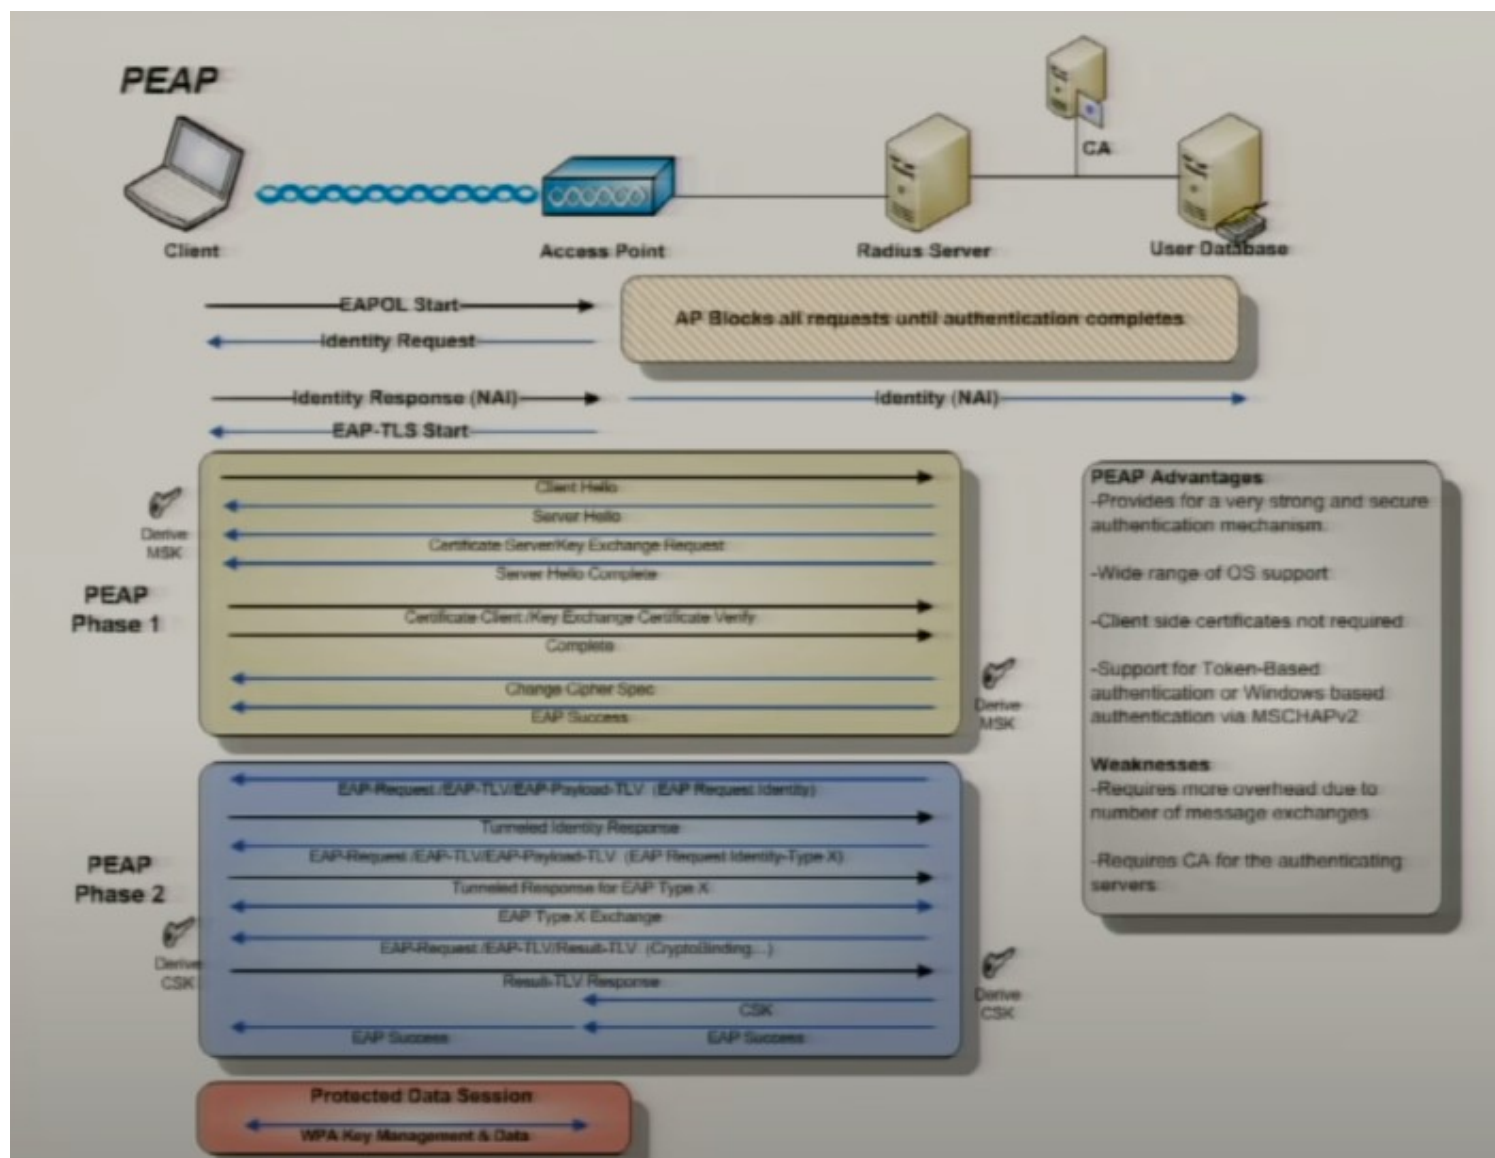 PEAP
CA
Client
Access Point
Radius Server
User Database
EAPOL Start
AP Blocks all requests until authentication completes
Identity Request
Identity Response (NAI)
Identity (NAI)
EAP-TLS Start
Client Hello
Server Hello
Certificate Server/Key Exchange Request
Server Hello Complete
Certificate Client /Key Exchange Certificate Verify
Complete
Change Cipher Spec
EAP Success
Derive
MSK
PEAP
Phase 1
Derive
MSK
PEAP Advantages
-Provides for a very strong and secure
authentication mechanism
-Wide range of OS support
-Client side certificates not required
-Support for Token-Based
authentication or Windows based
authentication via MSCHAPv2
Weaknesses
-Requires more overhead due to
number of message exchanges
-Requires CA for the authenticating
servers
EAP-Request /EAP-TLV/EAP-Payload-TLV (EAP Request Identity)
Tunneled Identity Response
EAP-Request /EAP-TLV/EAP-Payload-TLV (EAP Request Identity-Type X)
Tunneled Response for EAP Type X
EAP Type X Exchange
EAP-Request /EAP-TLV/Result-TLV (CryptoBinding...)
Result-TLV Response
CSK
EAP Success
EAP Success
PEAP
Phase 2
Derive
CSK
Derive
CSK
Protected Data Session
WPA Key Management & Data